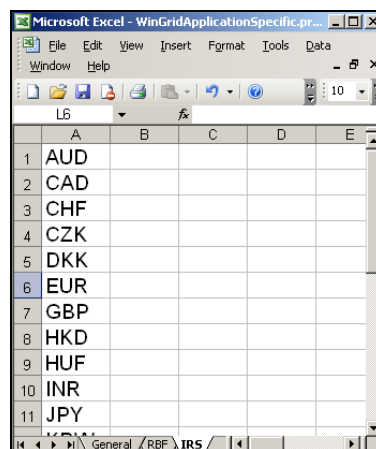 Microsoft Excel - WinGridApplicationSpecific.pr...
File Edit View Insert Format Tools Data
Window Help
10
L6 fx
A B C D E
1 AUD
2 CAD
3 CHF
4 CZK
5 DKK
6 EUR
7 GBP
8 HKD
9 HUF
10 INR
11 JPY
General RBF IRS